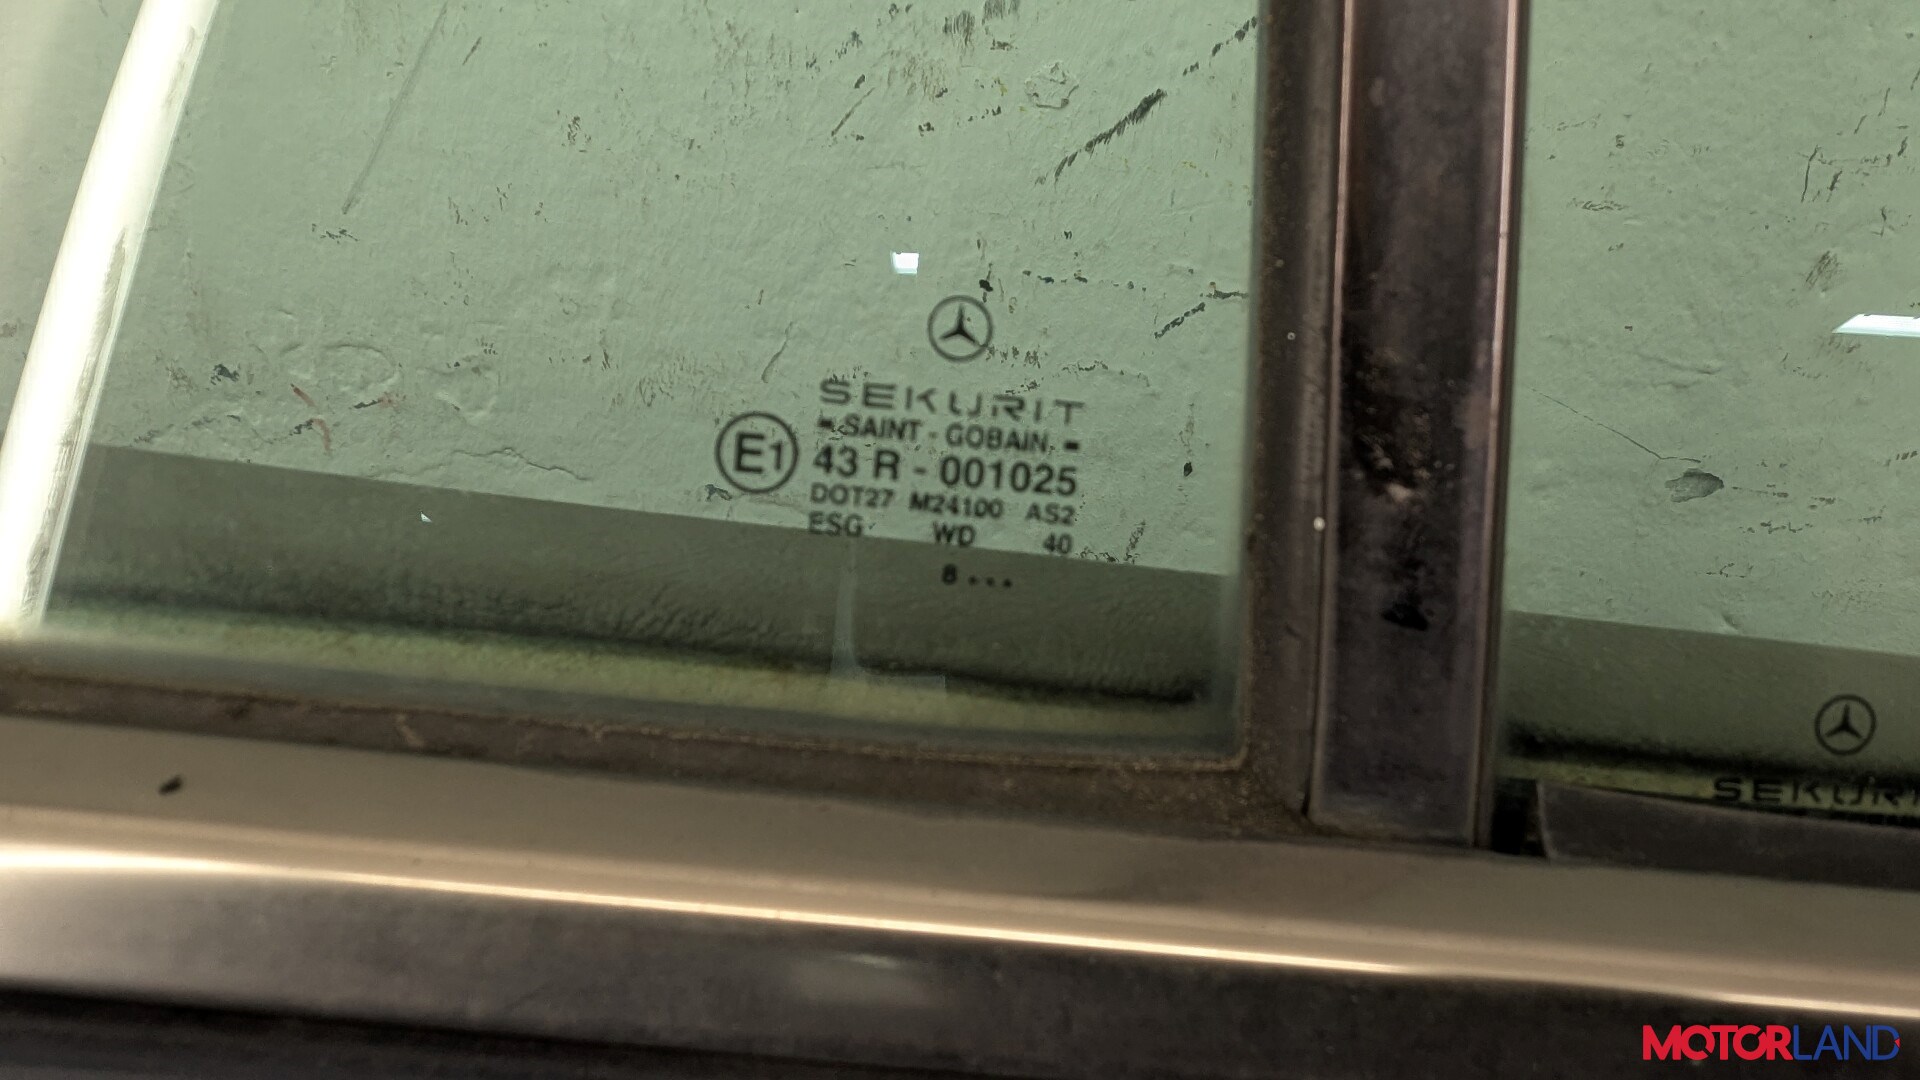 SEKURIT
- SAINT - GOBAIN -
E1 43 R - 001025
DOT27 M24100 AS2
ESG WD 40
8...
SEKURIT
MOTORLAND